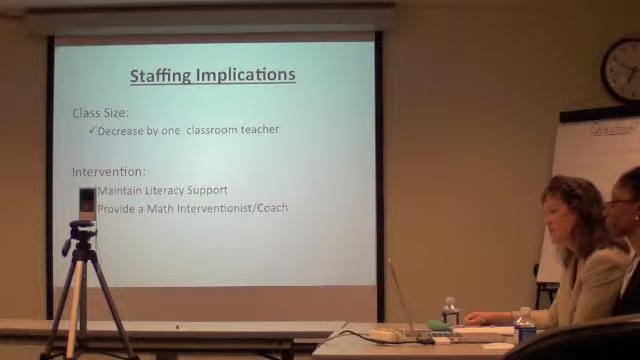 Staffing Implications
Class Size:
✓Decrease by one classroom teacher
Intervention:
Maintain Literacy Support
Provide a Math Interventionist/Coach